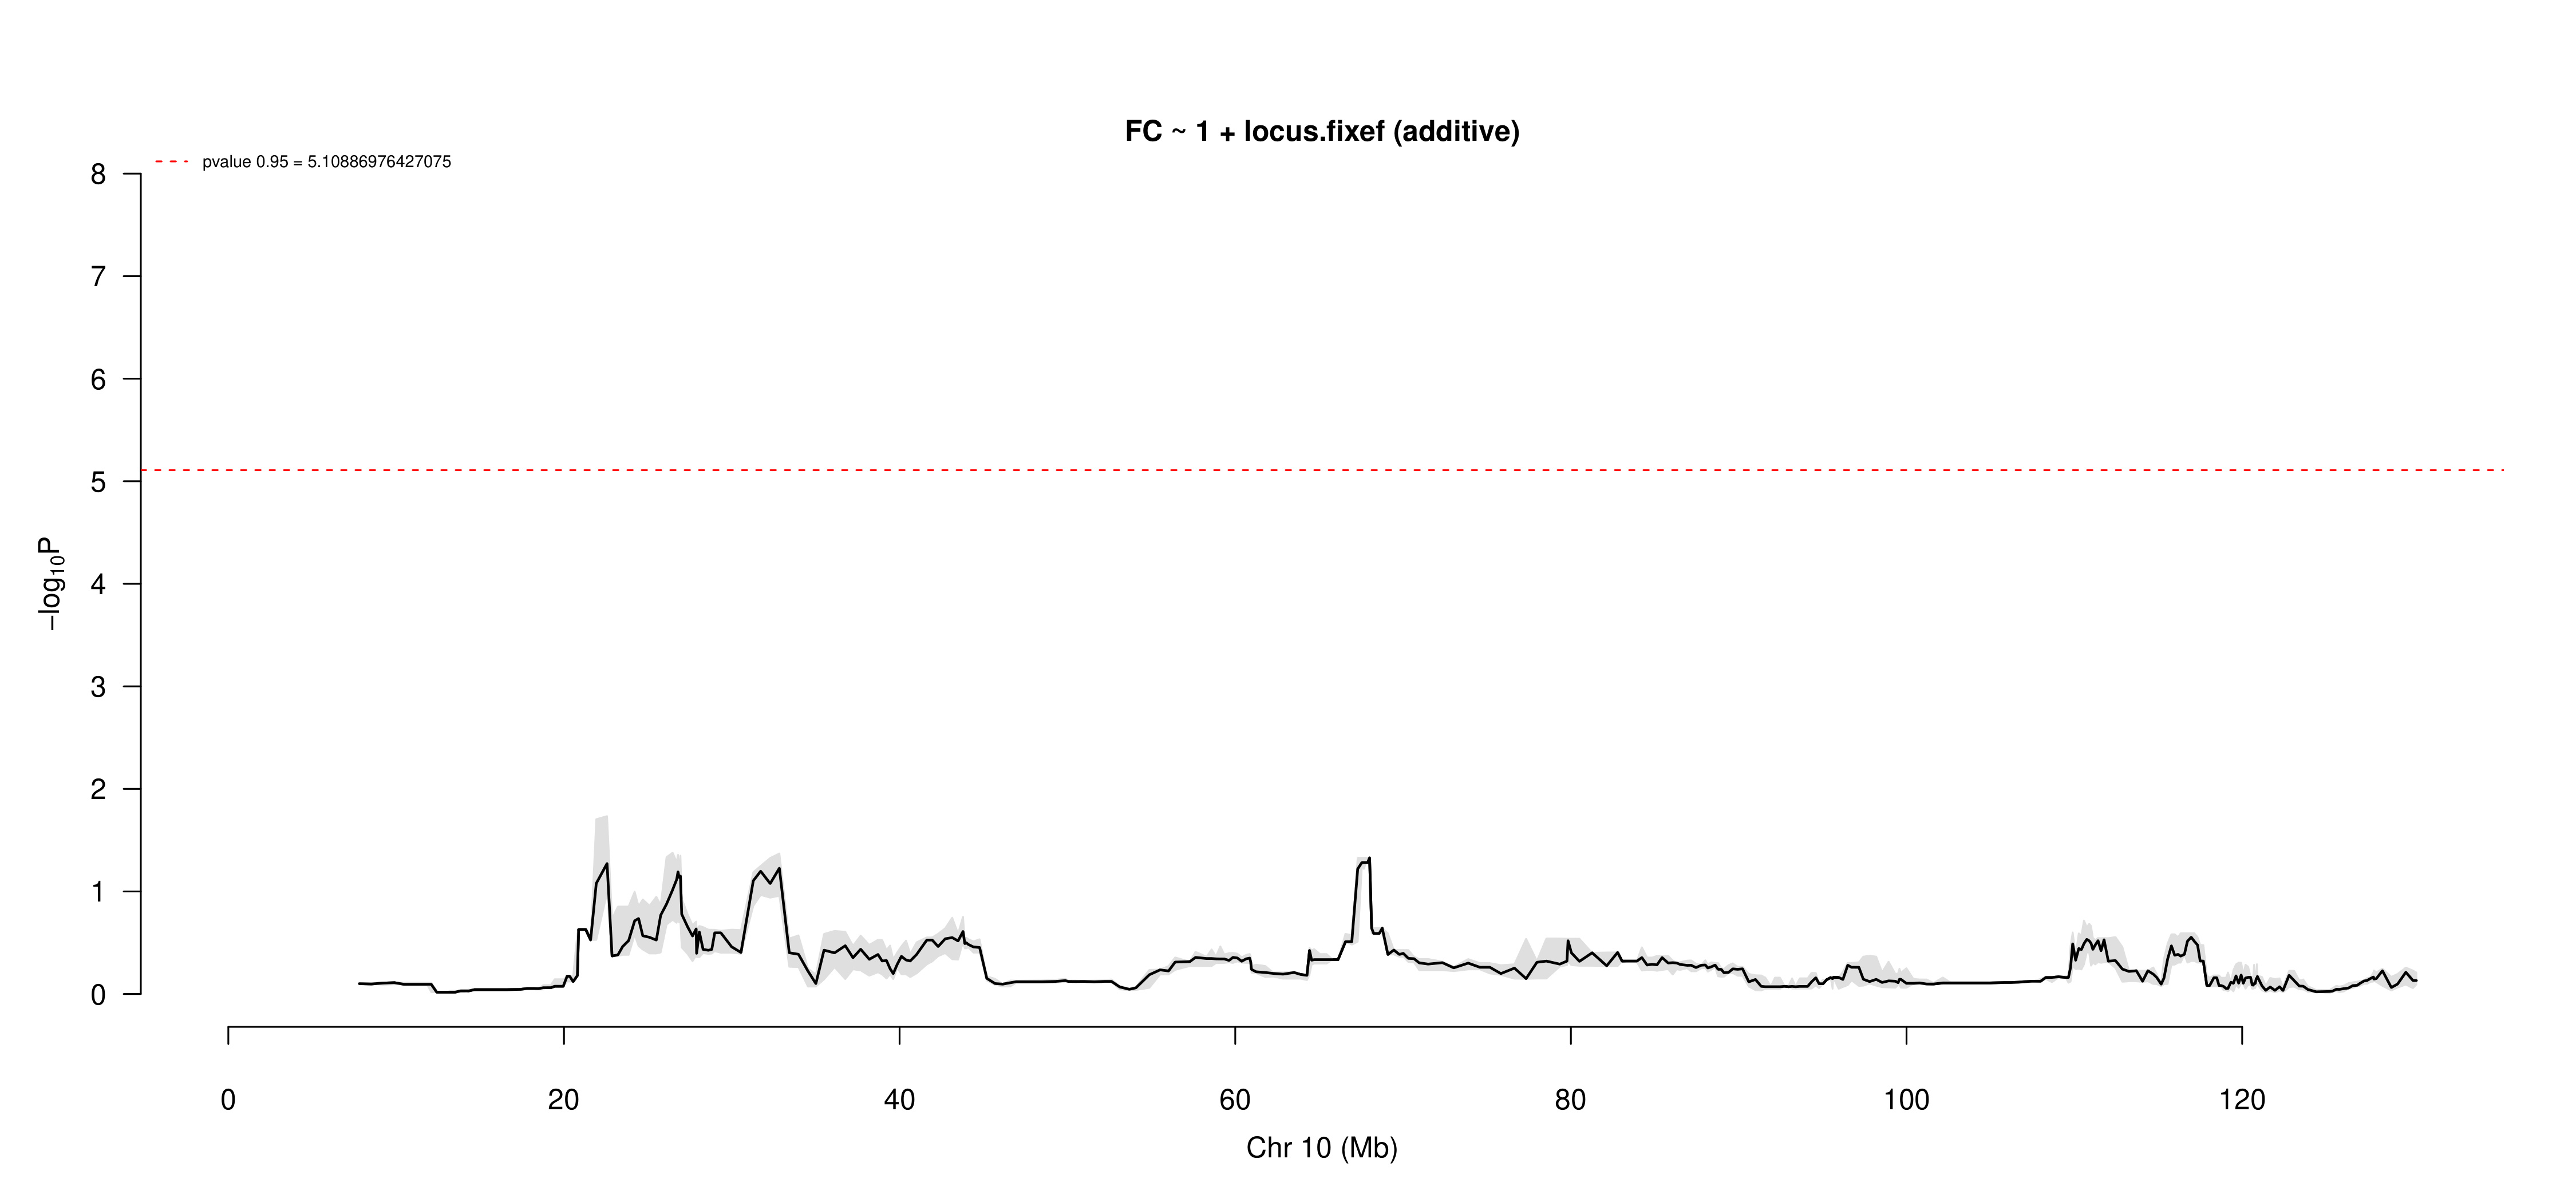 FC ~ 1 + locus.fixef (additive)
pvalue 0.95 = 5.10886976427075
8
7
6
5
4
3
2
1
0
−log10P
0 20 40 60 80 100 120
Chr 10 (Mb)